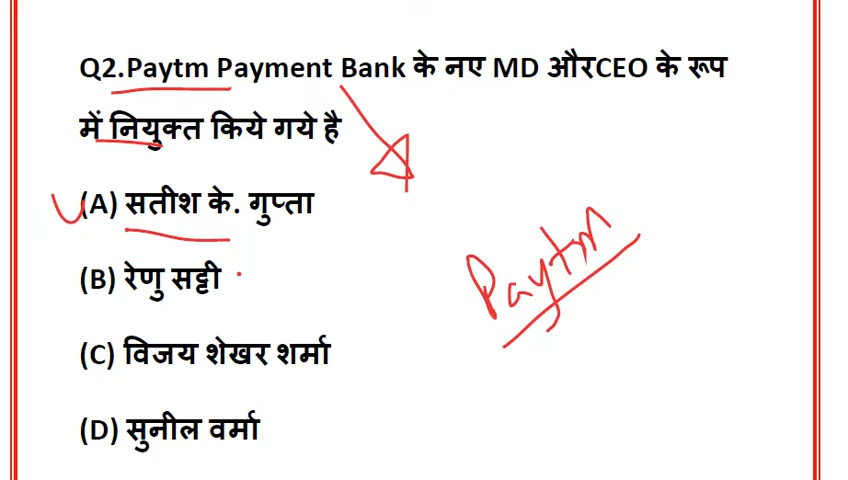 Q2.Paytm Payment Bank के नए MD औरCEO के रूप
में नियुक्त किये गये है
(A) सतीश के. गुप्ता
(B) रेणु सट्टी
Paytm
(C) विजय शेखर शर्मा
(D) सुनील वर्मा